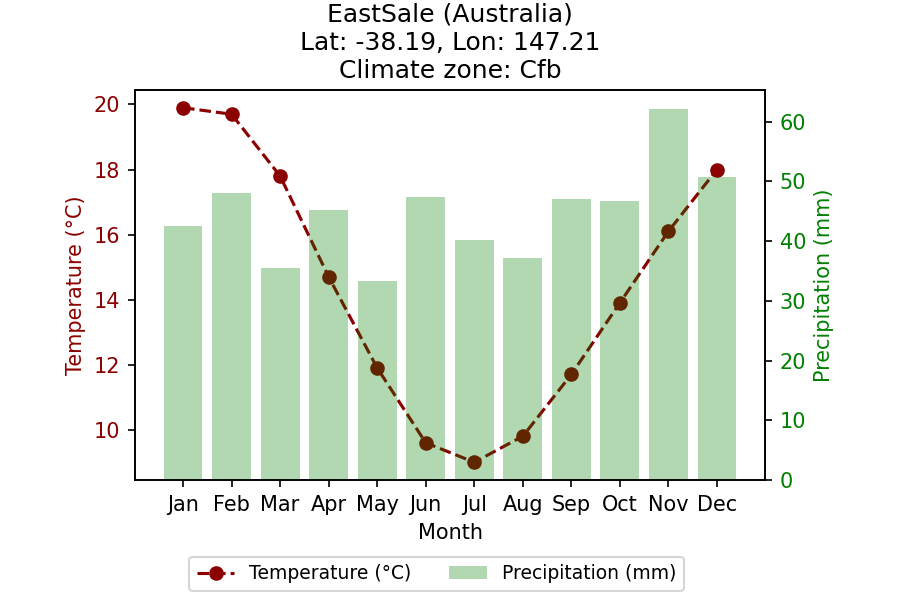 EastSale (Australia)
Lat: -38.19, Lon: 147.21
Climate zone: Cfb
20
18
16
14
12
10
Temperature (°C)
60
50
40
30
20
10
0
Precipitation (mm)
Jan Feb Mar Apr May Jun Jul Aug Sep Oct Nov Dec
Month
Temperature (°C) Precipitation (mm)